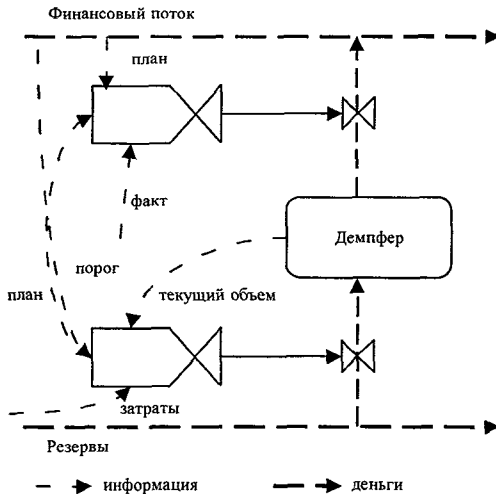 Финансовый поток
план
факт
Демпфер
порог
план
текущий объем
затраты
Резервы
информация
деньги